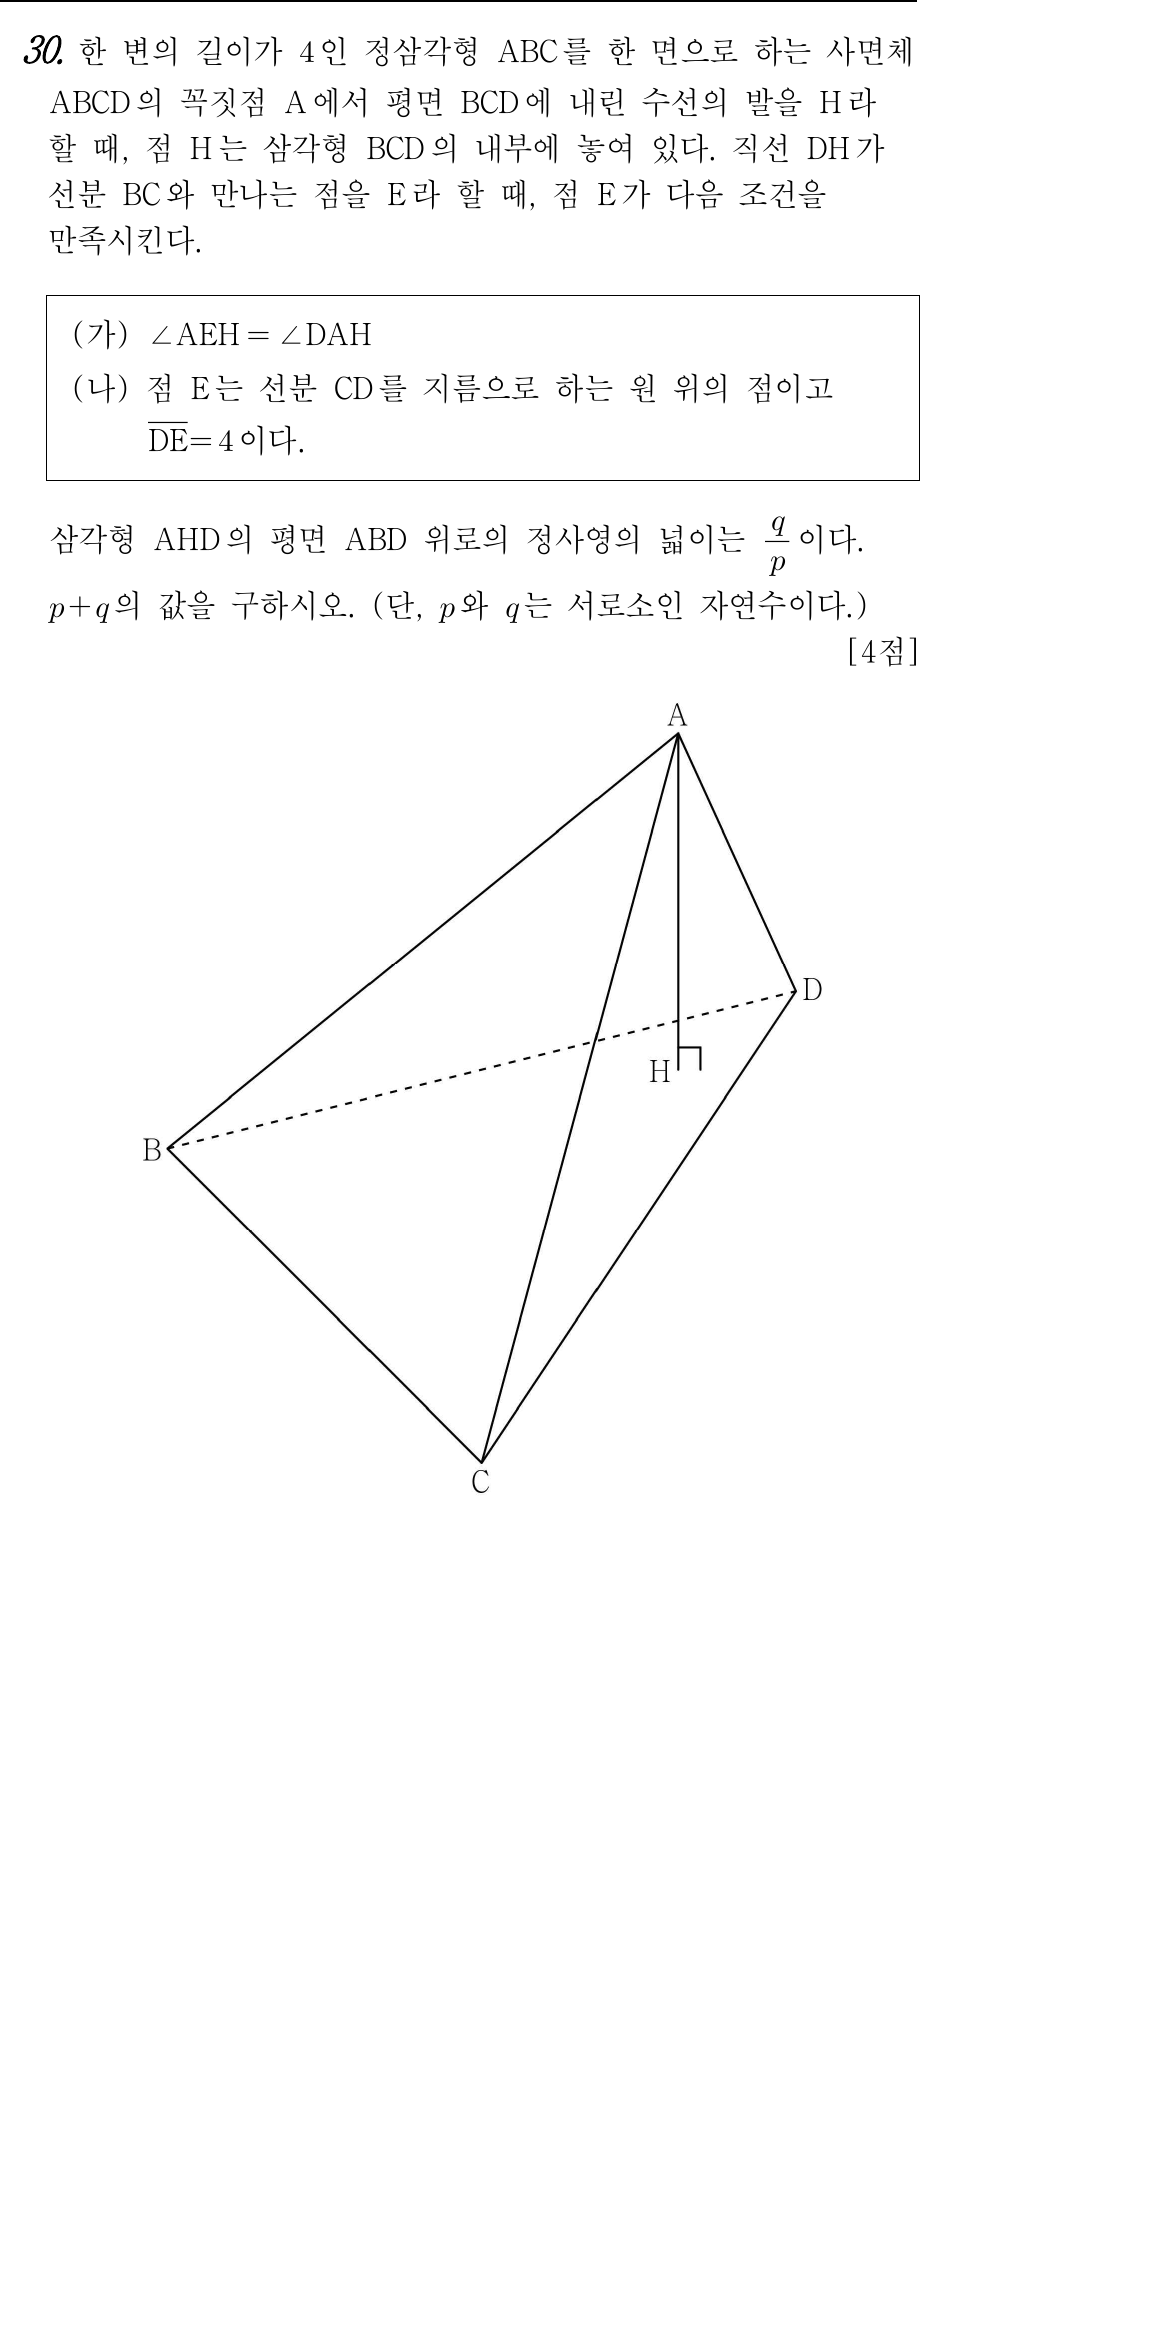 30. 한 변의 길이가 4인 정삼각형 ABC를 한 면으로 하는 사면체
ABCD의 꼭짓점 A에서 평면 BCD에 내린 수선의 발을 H라
할 때, 점 H는 삼각형 BCD의 내부에 놓여 있다. 직선 DH가
선분 BC와 만나는 점을 E라 할 때, 점 E가 다음 조건을
만족시킨다.
(가) ∠AEH = ∠DAH
(나) 점 E는 선분 CD를 지름으로 하는 원 위의 점이고
$\overline{DE}$=4이다.
삼각형 AHD의 평면 ABD 위로의 정사영의 넓이는 $\frac{q}{p}$이다.
p+q의 값을 구하시오. (단, p와 q는 서로소인 자연수이다.)
[4점]
A
D
H
B
C